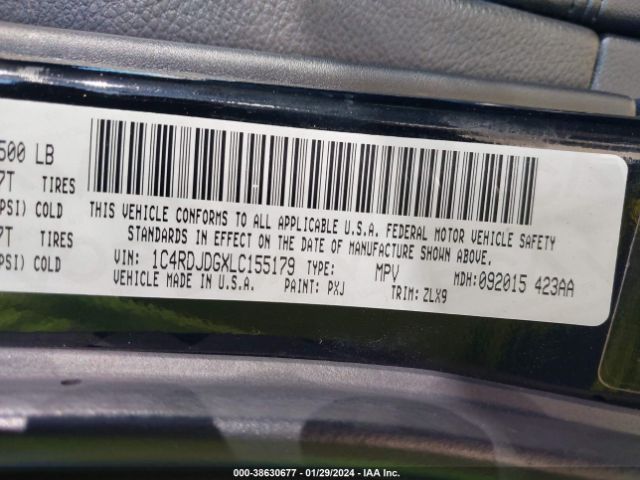 500 LB
7T TIRES
PSI) COLD
7T TIRES
PSI) COLD
THIS VEHICLE CONFORMS TO ALL APPLICABLE U.S.A. FEDERAL MOTOR VEHICLE SAFETY
STANDARDS IN EFFECT ON THE DATE OF MANUFACTURE SHOWN ABOVE.
VIN: 1C4RDJDGXLC155179 TYPE: MPV MDH:092015 423AA
VEHICLE MADE IN U.S.A. PAINT: PXJ TRIM: ZLX9
000-38630677 - 01/29/2024 - IAA Inc.